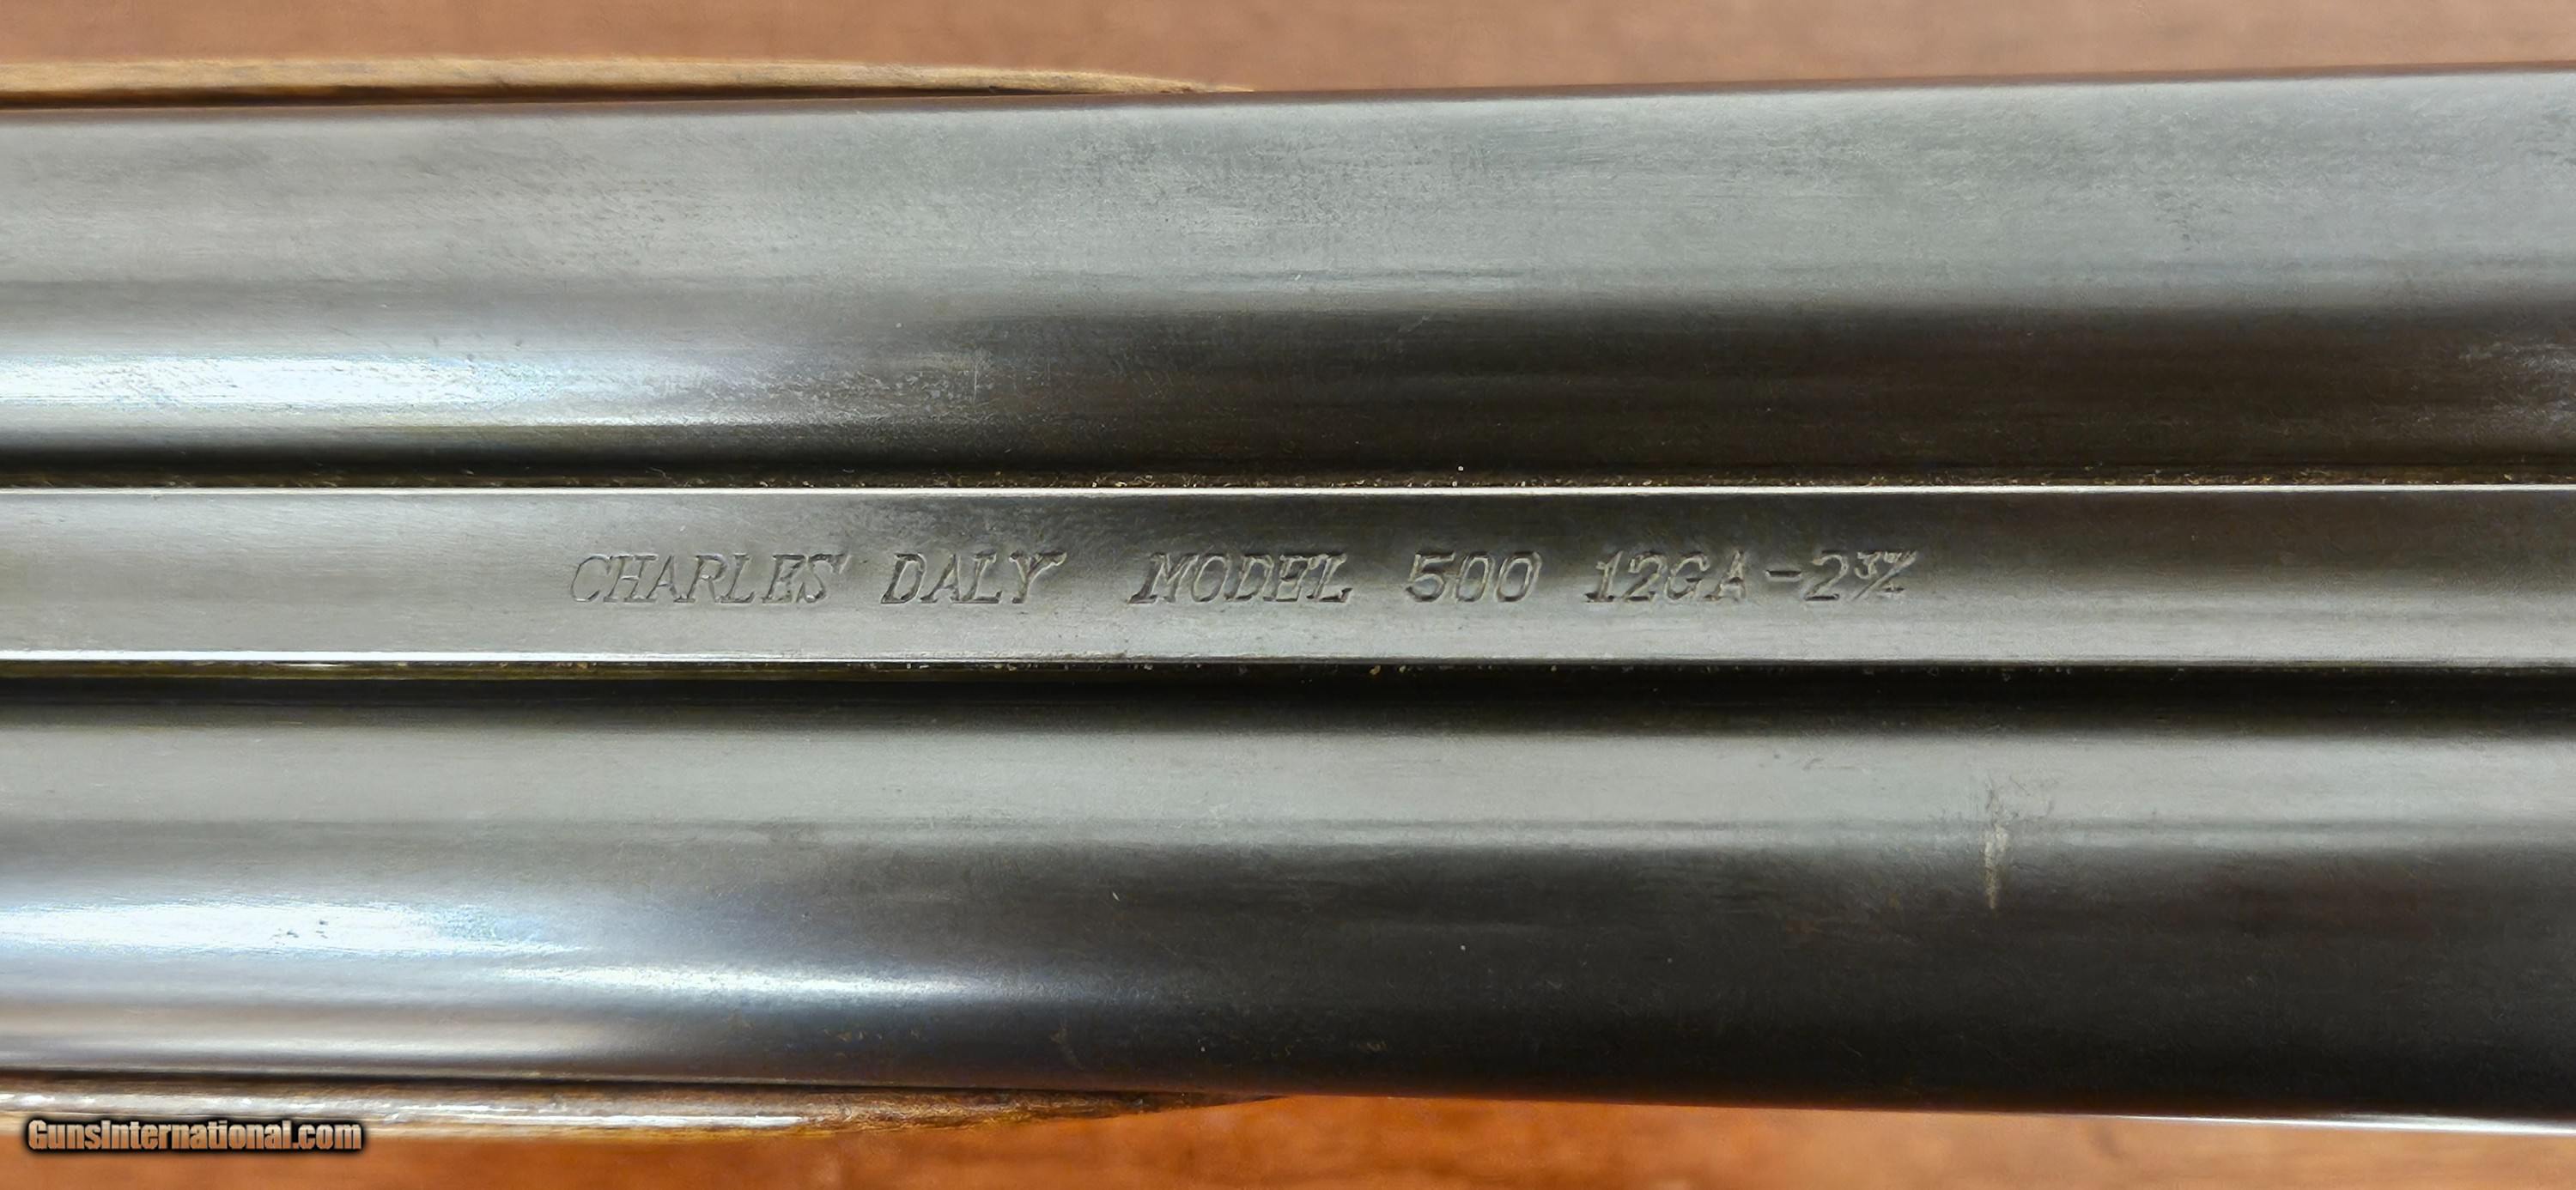 CHARLES DALY MODEL 500 12GA-2¾
GunsInternational.com